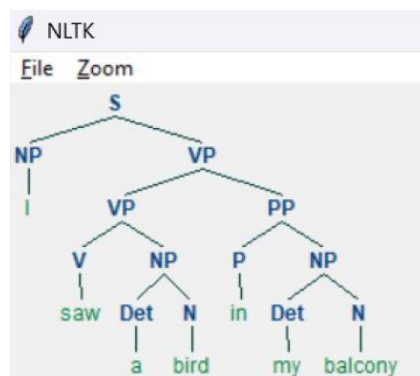 NLTK
File Zoom
S
NP VP
I VP PP
V NP P NP
saw Det N in Det N
a bird my balcony